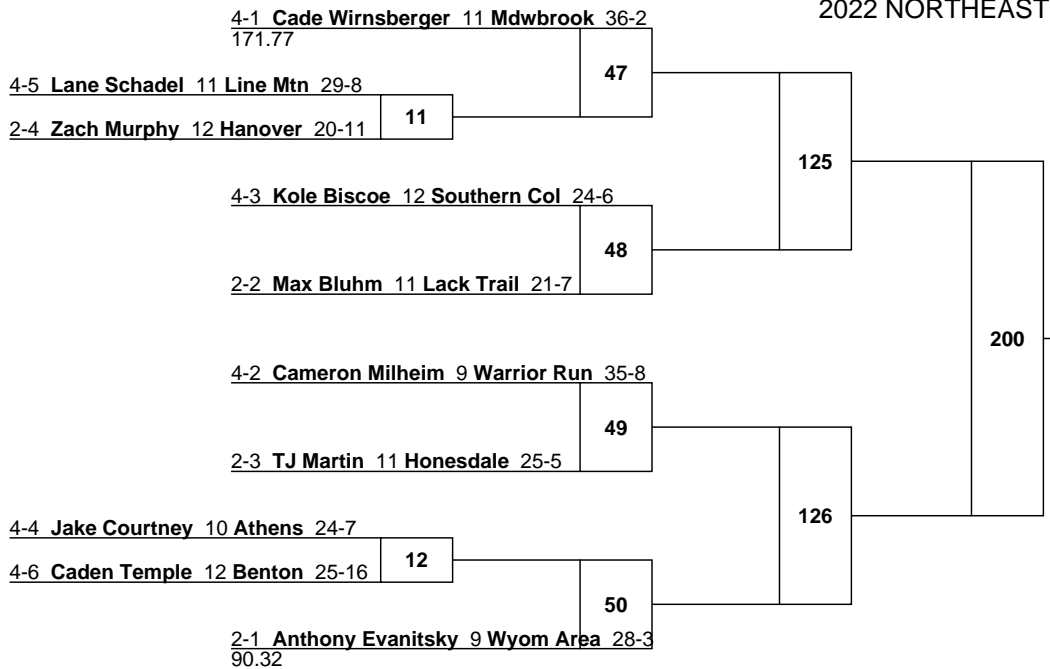 2022 NORTHEAST
4-1 Cade Wirnsberger 11 Mdwbrook 36-2
171.77
47
4-5 Lane Schadel 11 Line Mtn 29-8
11
2-4 Zach Murphy 12 Hanover 20-11
125
4-3 Kole Biscoe 12 Southern Col 24-6
48
2-2 Max Bluhm 11 Lack Trail 21-7
200
4-2 Cameron Milheim 9 Warrior Run 35-8
49
2-3 TJ Martin 11 Honesdale 25-5
126
4-4 Jake Courtney 10 Athens 24-7
12
4-6 Caden Temple 12 Benton 25-16
50
2-1 Anthony Evanitsky 9 Wyom Area 28-3
90.32